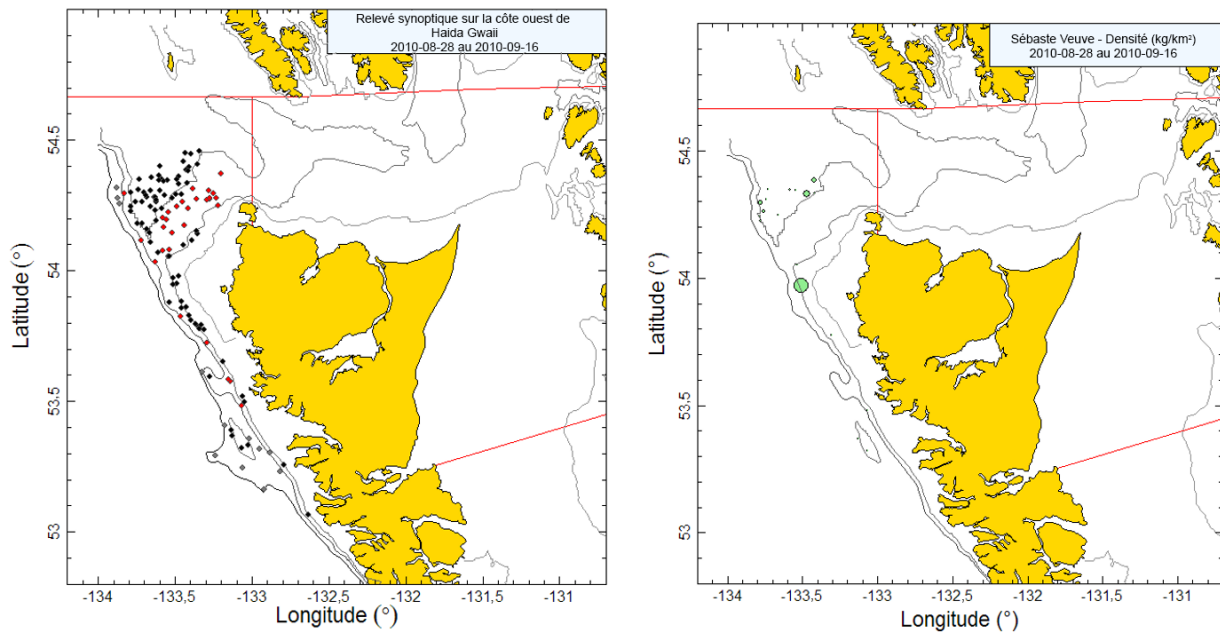 Relevé synoptique sur la côte ouest de
Haida Gwaii
2010-08-28 au 2010-09-16
54,5
54
53,5
53
Latitude (°)
-134
-133,5
-133
-132,5
-132
-131,5
-131
Longitude (°)
Sébaste Veuve - Densité (kg/km²)
2010-08-28 au 2010-09-16
54,5
54
53,5
53
Latitude (°)
-134
-133,5
-133
-132,5
-132
-131,5
-131
Longitude (°)